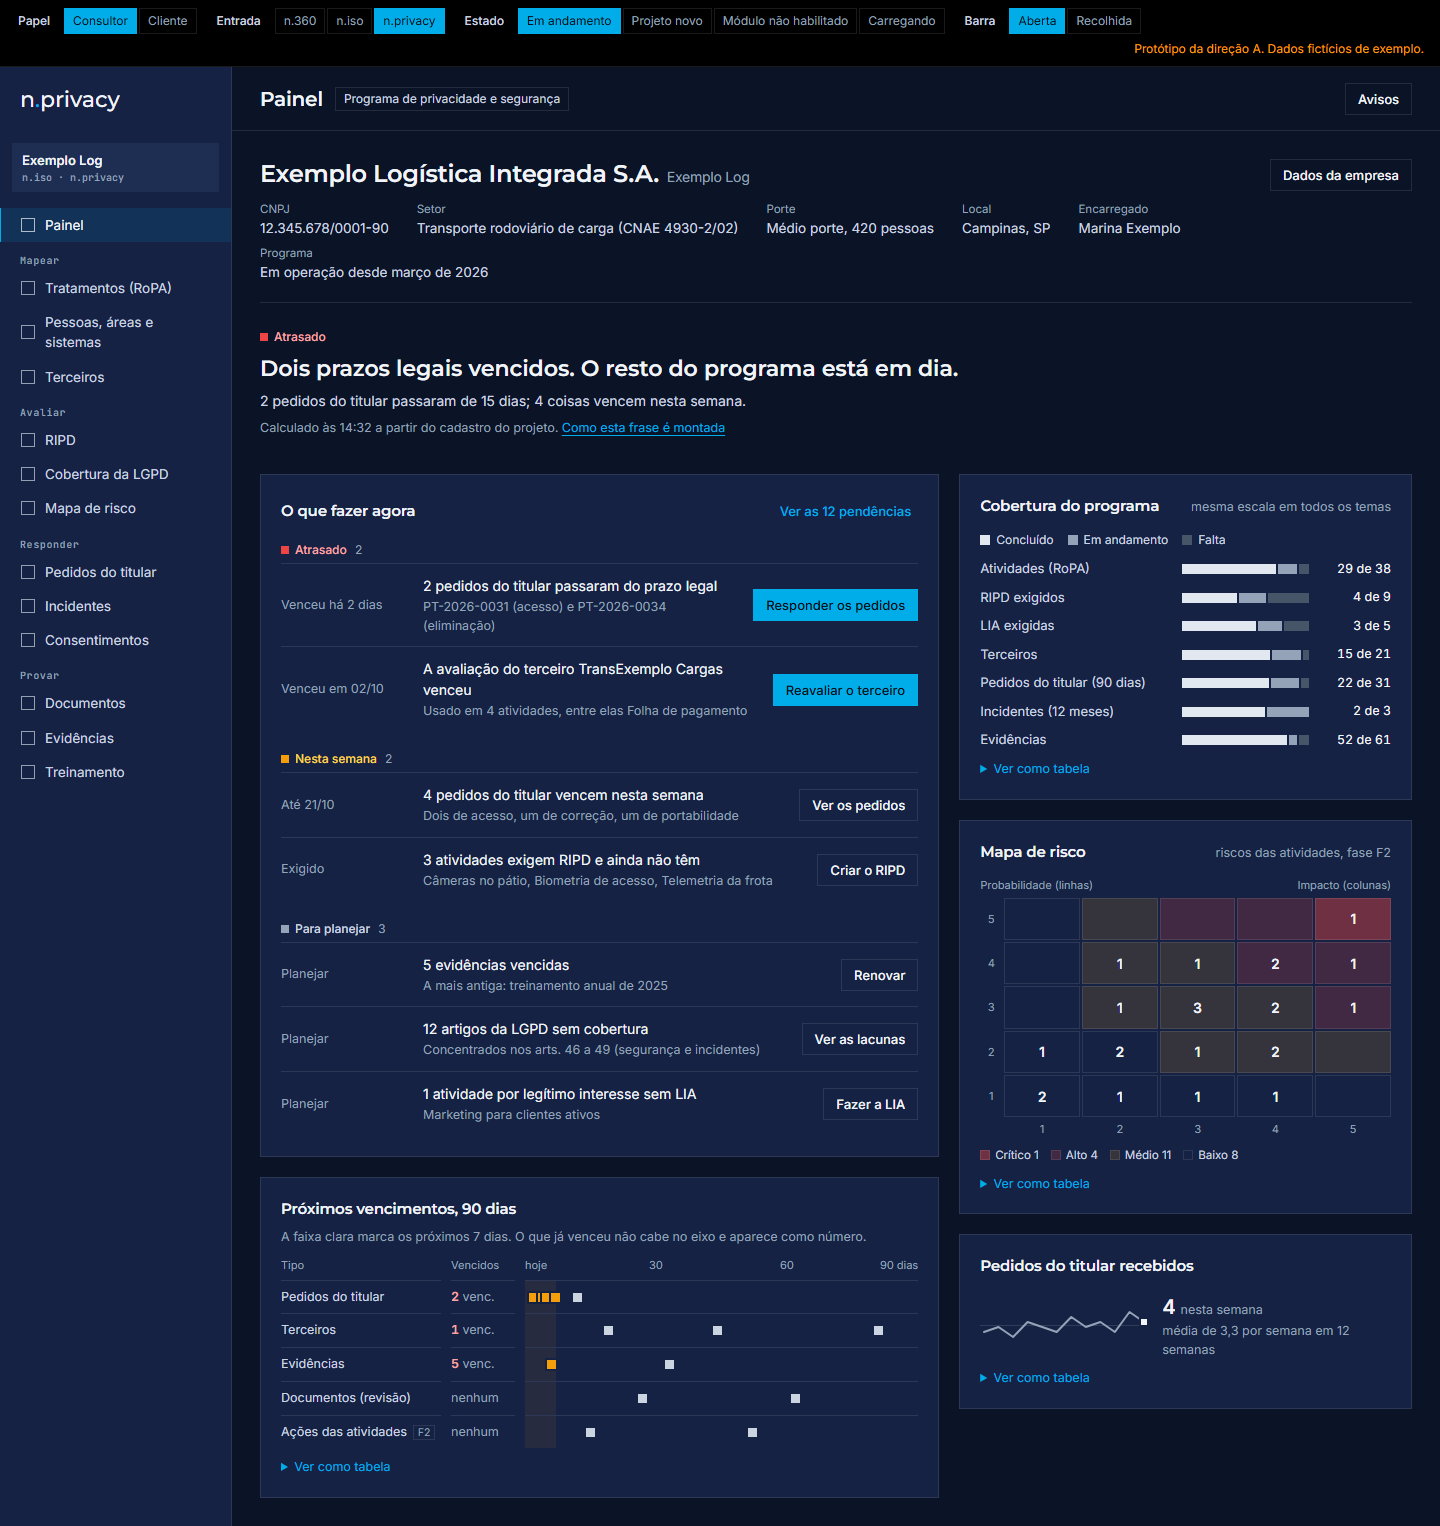 Papel Consultor Cliente Entrada n.360 n.iso n.privacy Estado Em andamento Projeto novo Módulo não habilitado Carregando Barra Aberta Recolhida
Protótipo da direção A. Dados fictícios de exemplo.
n.privacy
Exemplo Log
n.iso · n.privacy
Painel
Mapear
Tratamentos (RoPA)
Pessoas, áreas e
sistemas
Terceiros
Avaliar
RIPD
Cobertura da LGPD
Mapa de risco
Responder
Pedidos do titular
Incidentes
Consentimentos
Provar
Documentos
Evidências
Treinamento
Painel Programa de privacidade e segurança Avisos
Exemplo Logística Integrada S.A. Exemplo Log Dados da empresa
CNPJ Setor Porte Local Encarregado
12.345.678/0001-90 Transporte rodoviário de carga (CNAE 4930-2/02) Médio porte, 420 pessoas Campinas, SP Marina Exemplo
Programa
Em operação desde março de 2026
Atrasado
Dois prazos legais vencidos. O resto do programa está em dia.
2 pedidos do titular passaram de 15 dias; 4 coisas vencem nesta semana.
Calculado às 14:32 a partir do cadastro do projeto. Como esta frase é montada
O que fazer agora Ver as 12 pendências
Atrasado 2
Venceu há 2 dias
2 pedidos do titular passaram do prazo legal
PT-2026-0031 (acesso) e PT-2026-0034
(eliminação)
Responder os pedidos
Venceu em 02/10
A avaliação do terceiro TransExemplo Cargas
venceu
Usado em 4 atividades, entre elas Folha de pagamento
Reavaliar o terceiro
Nesta semana 2
Até 21/10
4 pedidos do titular vencem nesta semana
Dois de acesso, um de correção, um de portabilidade
Ver os pedidos
Exigido
3 atividades exigem RIPD e ainda não têm
Câmeras no pátio, Biometria de acesso, Telemetria da frota
Criar o RIPD
Para planejar 3
Planejar
5 evidências vencidas
A mais antiga: treinamento anual de 2025
Renovar
Planejar
12 artigos da LGPD sem cobertura
Concentrados nos arts. 46 a 49 (segurança e incidentes)
Ver as lacunas
Planejar
1 atividade por legítimo interesse sem LIA
Marketing para clientes ativos
Fazer a LIA
Próximos vencimentos, 90 dias
A faixa clara marca os próximos 7 dias. O que já venceu não cabe no eixo e aparece como número.
Tipo Vencidos hoje 30 60 90 dias
Pedidos do titular 2 venc.
Terceiros 1 venc.
Evidências 5 venc.
Documentos (revisão) nenhum
Ações das atividades F2 nenhum
Ver como tabela
Cobertura do programa mesma escala em todos os temas
Concluído Em andamento Falta
Atividades (RoPA) 29 de 38
RIPD exigidos 4 de 9
LIA exigidas 3 de 5
Terceiros 15 de 21
Pedidos do titular (90 dias) 22 de 31
Incidentes (12 meses) 2 de 3
Evidências 52 de 61
Ver como tabela
Mapa de risco riscos das atividades, fase F2
Probabilidade (linhas) Impacto (colunas)
5 1
4 1 1 2 1
3 1 3 2 1
2 1 2 1 2
1 2 1 1 1
1 2 3 4 5
Crítico 1 Alto 4 Médio 11 Baixo 8
Ver como tabela
Pedidos do titular recebidos
4 nesta semana
média de 3,3 por semana em 12
semanas
Ver como tabela